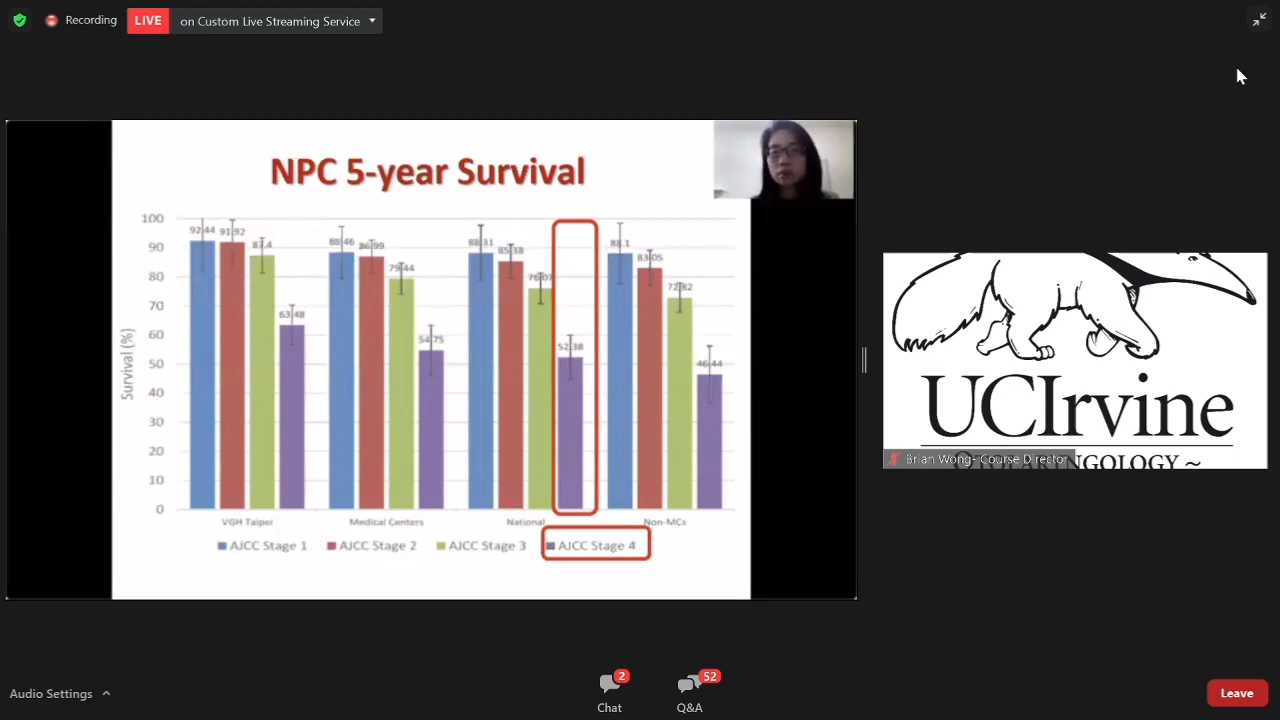 Recording
LIVE
on Custom Live Streaming Service
NPC 5-year Survival
Survival (%)
100
90
80
70
60
50
40
30
20
10
0
92.44
91.92
87.4
63.48
88.46
86.99
79.44
54.75
88.31
85.38
76.07
52.38
88.1
83.05
72.82
46.44
VGH Taipei
Medical Centers
National
Non-MCs
AJCC Stage 1
AJCC Stage 2
AJCC Stage 3
AJCC Stage 4
UCIrvine
Brian Wong- Course Director
Audio Settings
2
Chat
52
Q&A
Leave